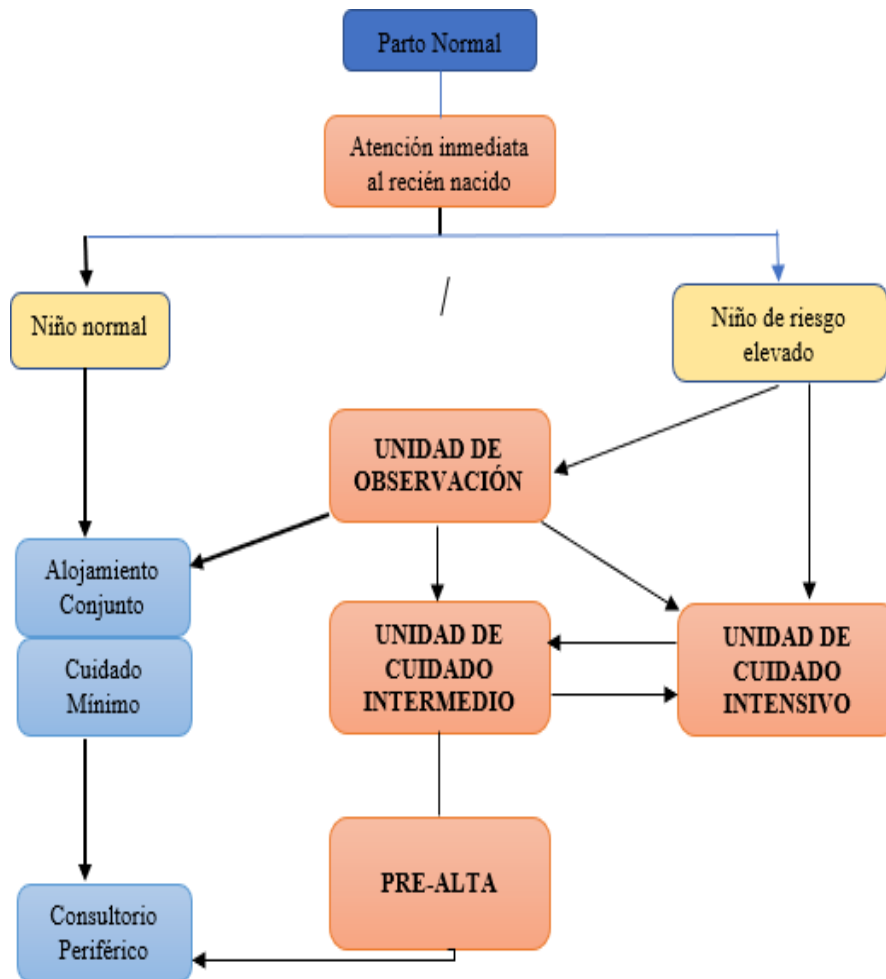 Parto Normal
Atención inmediata
al recién nacido
/
Niño normal
Niño de riesgo
elevado
UNIDAD DE
OBSERVACIÓN
Alojamiento
Conjunto
UNIDAD DE
CUIDADO
INTERMEDIO
UNIDAD DE
CUIDADO
INTENSIVO
Cuidado
Mínimo
PRE-ALTA
Consultorio
Periférico